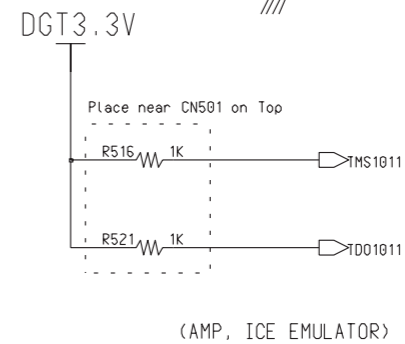 DGT3.3V
Place near CN501 on Top
R516 1K TMS1011
R521 1K TDO1011
(AMP, ICE EMULATOR)